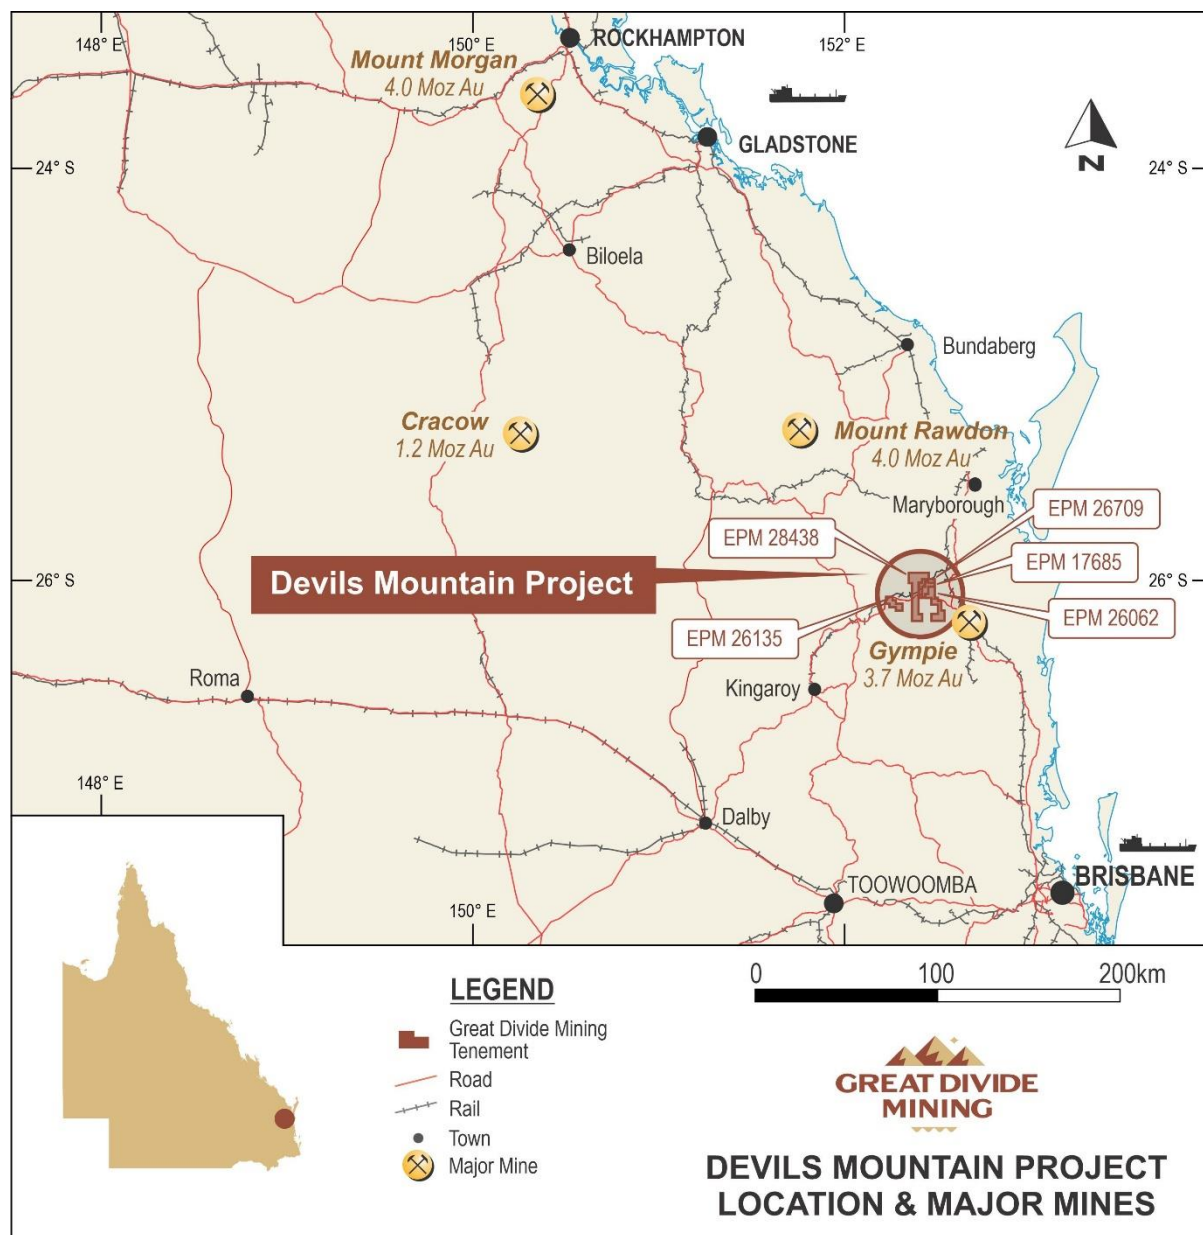 148° E
150° E
152° E
ROCKHAMPTON
Mount Morgan
4.0 Moz Au
GLADSTONE
N
24° S
24° S
Biloela
Bundaberg
Cracow
1.2 Moz Au
Mount Rawdon
4.0 Moz Au
Maryborough
EPM 26709
EPM 28438
EPM 17685
26° S
26° S
Devils Mountain Project
EPM 26062
EPM 26135
Gympie
3.7 Moz Au
Roma
Kingaroy
148° E
Dalby
TOOWOOMBA
BRISBANE
150° E
0 100 200km
LEGEND
Great Divide Mining
Tenement
Road
Rail
Town
Major Mine
GREAT DIVIDE
MINING
DEVILS MOUNTAIN PROJECT
LOCATION & MAJOR MINES